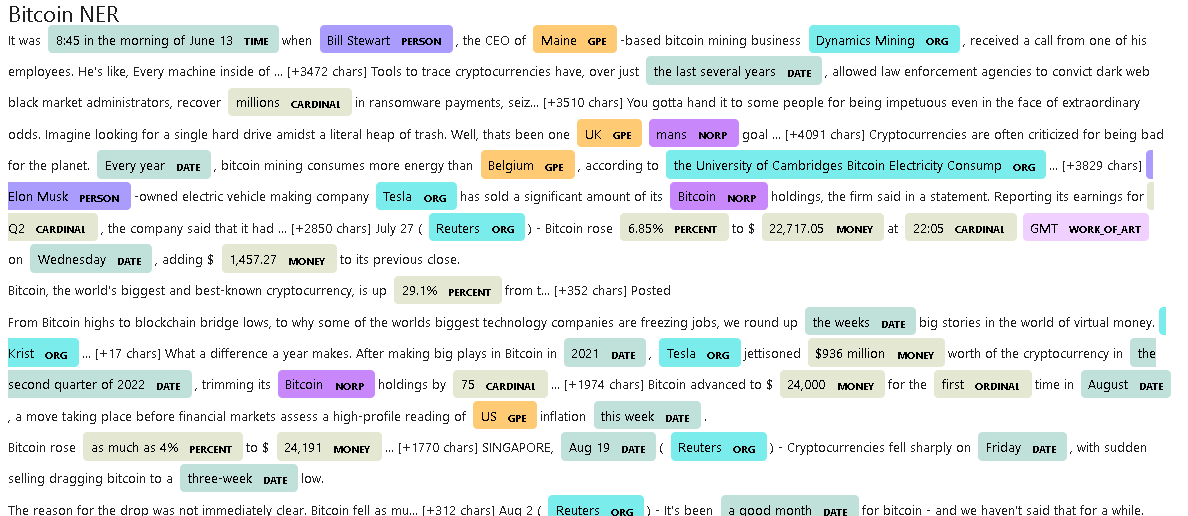 Bitcoin NER
It was 8:45 in the morning of June 13 TIME when Bill Stewart PERSON , the CEO of Maine GPE -based bitcoin mining business Dynamics Mining ORG , received a call from one of his
employees. He's like, Every machine inside of ... [+3472 chars] Tools to trace cryptocurrencies have, over just the last several years DATE , allowed law enforcement agencies to convict dark web
black market administrators, recover millions CARDINAL in ransomware payments, seiz... [+3510 chars] You gotta hand it to some people for being impetuous even in the face of extraordinary
odds. Imagine looking for a single hard drive amidst a literal heap of trash. Well, thats been one UK GPE mans NORP goal ... [+4091 chars] Cryptocurrencies are often criticized for being bad
for the planet. Every year DATE , bitcoin mining consumes more energy than Belgium GPE , according to the University of Cambridges Bitcoin Electricity Consump ORG ... [+3829 chars]
Elon Musk PERSON -owned electric vehicle making company Tesla ORG has sold a significant amount of its Bitcoin NORP holdings, the firm said in a statement. Reporting its earnings for
Q2 CARDINAL , the company said that it had ... [+2850 chars] July 27 ( Reuters ORG ) - Bitcoin rose 6.85% PERCENT to $ 22,717.05 MONEY at 22:05 CARDINAL GMT WORK_OF_ART
on Wednesday DATE , adding $ 1,457.27 MONEY to its previous close.
Bitcoin, the world's biggest and best-known cryptocurrency, is up 29.1% PERCENT from t... [+352 chars] Posted
From Bitcoin highs to blockchain bridge lows, to why some of the worlds biggest technology companies are freezing jobs, we round up the weeks DATE big stories in the world of virtual money.
Krist ORG ... [+17 chars] What a difference a year makes. After making big plays in Bitcoin in 2021 DATE , Tesla ORG jettisoned $936 million MONEY worth of the cryptocurrency in the
second quarter of 2022 DATE , trimming its Bitcoin NORP holdings by 75 CARDINAL ... [+1974 chars] Bitcoin advanced to $ 24,000 MONEY for the first ORDINAL time in August DATE
, a move taking place before financial markets assess a high-profile reading of US GPE inflation this week DATE .
Bitcoin rose as much as 4% PERCENT to $ 24,191 MONEY ... [+1770 chars] SINGAPORE, Aug 19 DATE ( Reuters ORG ) - Cryptocurrencies fell sharply on Friday DATE , with sudden
selling dragging bitcoin to a three-week DATE low.
The reason for the drop was not immediately clear. Bitcoin fell as mu... [+312 chars] Aug 2 ( Reuters ORG ) - It's been a good month DATE for bitcoin - and we haven't said that for a while.